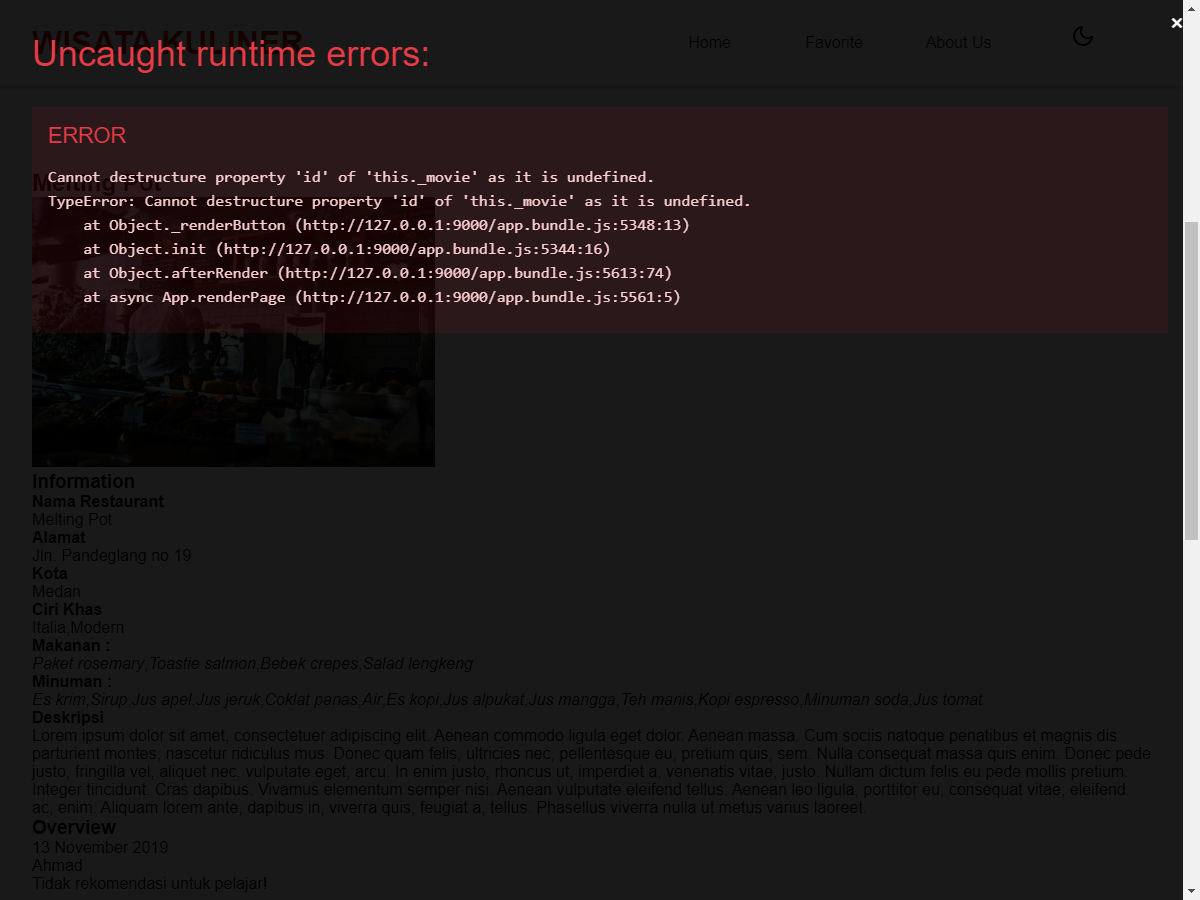 WISATA KULINER
Home
Favorite
About Us
×
Uncaught runtime errors:
ERROR
Cannot destructure property 'id' of 'this._movie' as it is undefined.
Melting Pot
TypeError: Cannot destructure property 'id' of 'this._movie' as it is undefined.
at Object._renderButton (http://127.0.0.1:9000/app.bundle.js:5348:13)
at Object.init (http://127.0.0.1:9000/app.bundle.js:5344:16)
at Object.afterRender (http://127.0.0.1:9000/app.bundle.js:5613:74)
at async App.renderPage (http://127.0.0.1:9000/app.bundle.js:5561:5)
Information
Nama Restaurant
Melting Pot
Alamat
Jln. Pandeglang no 19
Kota
Medan
Ciri Khas
Italia,Modern
Makanan :
Paket rosemary,Toastie salmon,Bebek crepes,Salad lengkeng
Minuman :
Es krim,Sirup,Jus apel,Jus jeruk,Coklat panas,Air,Es kopi,Jus alpukat,Jus mangga,Teh manis,Kopi espresso,Minuman soda,Jus tomat
Deskripsi
Lorem ipsum dolor sit amet, consectetuer adipiscing elit. Aenean commodo ligula eget dolor. Aenean massa. Cum sociis natoque penatibus et magnis dis
parturient montes, nascetur ridiculus mus. Donec quam felis, ultricies nec, pellentesque eu, pretium quis, sem. Nulla consequat massa quis enim. Donec pede
justo, fringilla vel, aliquet nec, vulputate eget, arcu. In enim justo, rhoncus ut, imperdiet a, venenatis vitae, justo. Nullam dictum felis eu pede mollis pretium.
Integer tincidunt. Cras dapibus. Vivamus elementum semper nisi. Aenean vulputate eleifend tellus. Aenean leo ligula, porttitor eu, consequat vitae, eleifend
ac, enim. Aliquam lorem ante, dapibus in, viverra quis, feugiat a, tellus. Phasellus viverra nulla ut metus varius laoreet.
Overview
13 November 2019
Ahmad
Tidak rekomendasi untuk pelajar!